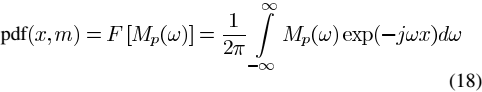 pdf(x, m) = F [M_p(ω)] = 1/2π ∫_{−∞}^{∞} M_p(ω) exp(−jωx)dω
(18)